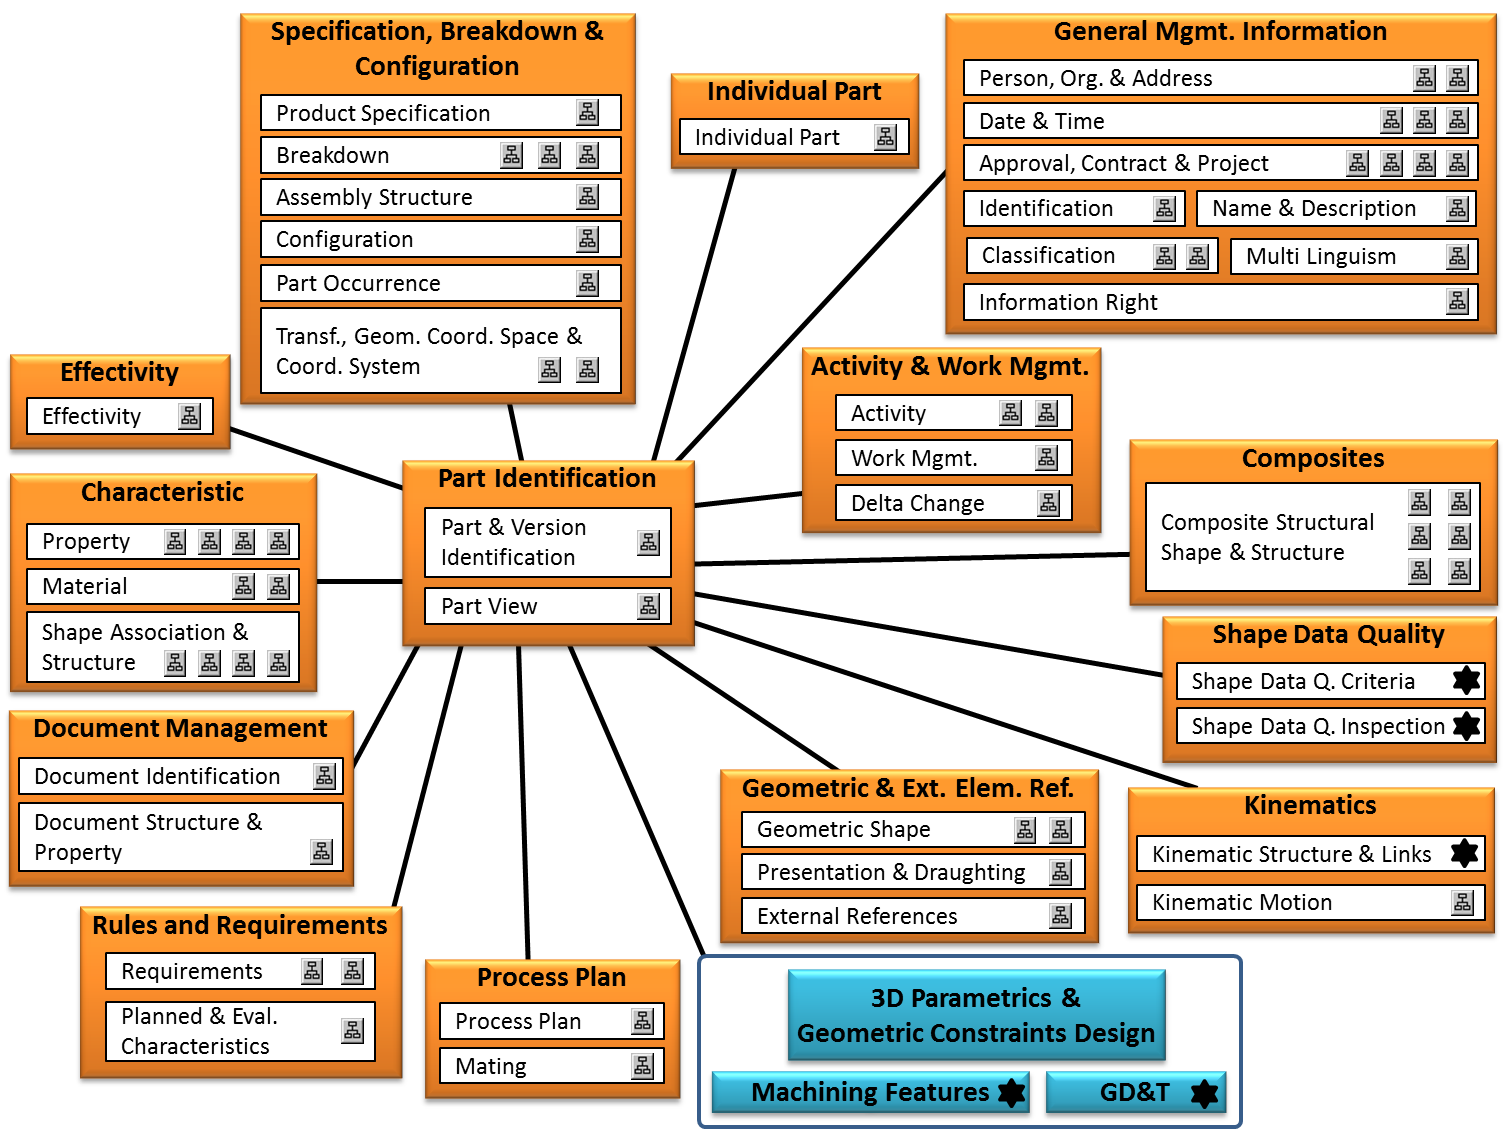 Specification, Breakdown &
Configuration
Product Specification
Breakdown
Assembly Structure
Configuration
Part Occurrence
Transf., Geom. Coord. Space &
Coord. System
Individual Part
Individual Part
General Mgmt. Information
Person, Org. & Address
Date & Time
Approval, Contract & Project
Identification
Name & Description
Classification
Multi Linguism
Information Right
Effectivity
Effectivity
Activity & Work Mgmt.
Activity
Work Mgmt.
Delta Change
Characteristic
Property
Material
Shape Association &
Structure
Part Identification
Part & Version
Identification
Part View
Composites
Composite Structural
Shape & Structure
Shape Data Quality
Shape Data Q. Criteria
Shape Data Q. Inspection
Document Management
Document Identification
Document Structure &
Property
Geometric & Ext. Elem. Ref.
Geometric Shape
Presentation & Draughting
External References
Kinematics
Kinematic Structure & Links
Kinematic Motion
Rules and Requirements
Requirements
Planned & Eval.
Characteristics
Process Plan
Process Plan
Mating
3D Parametrics &
Geometric Constraints Design
Machining Features
GD&T